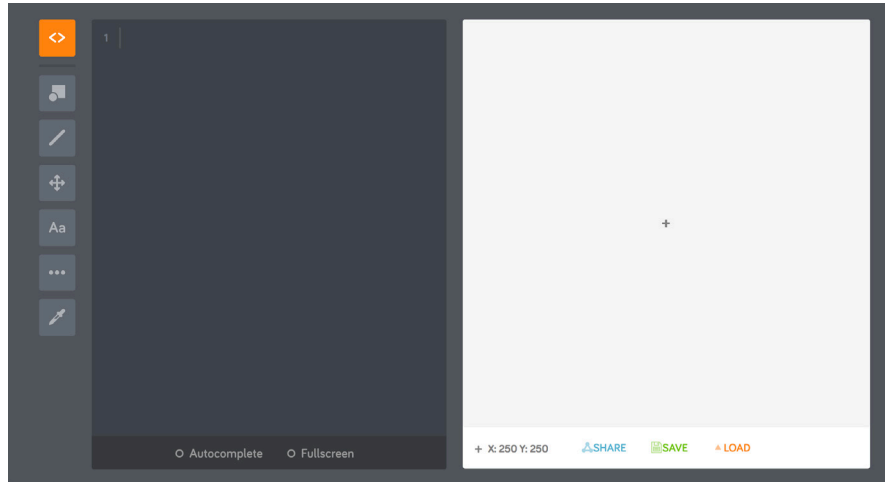 <>
1
Aa
Autocomplete Fullscreen
+ X: 250 Y: 250 SHARE SAVE LOAD